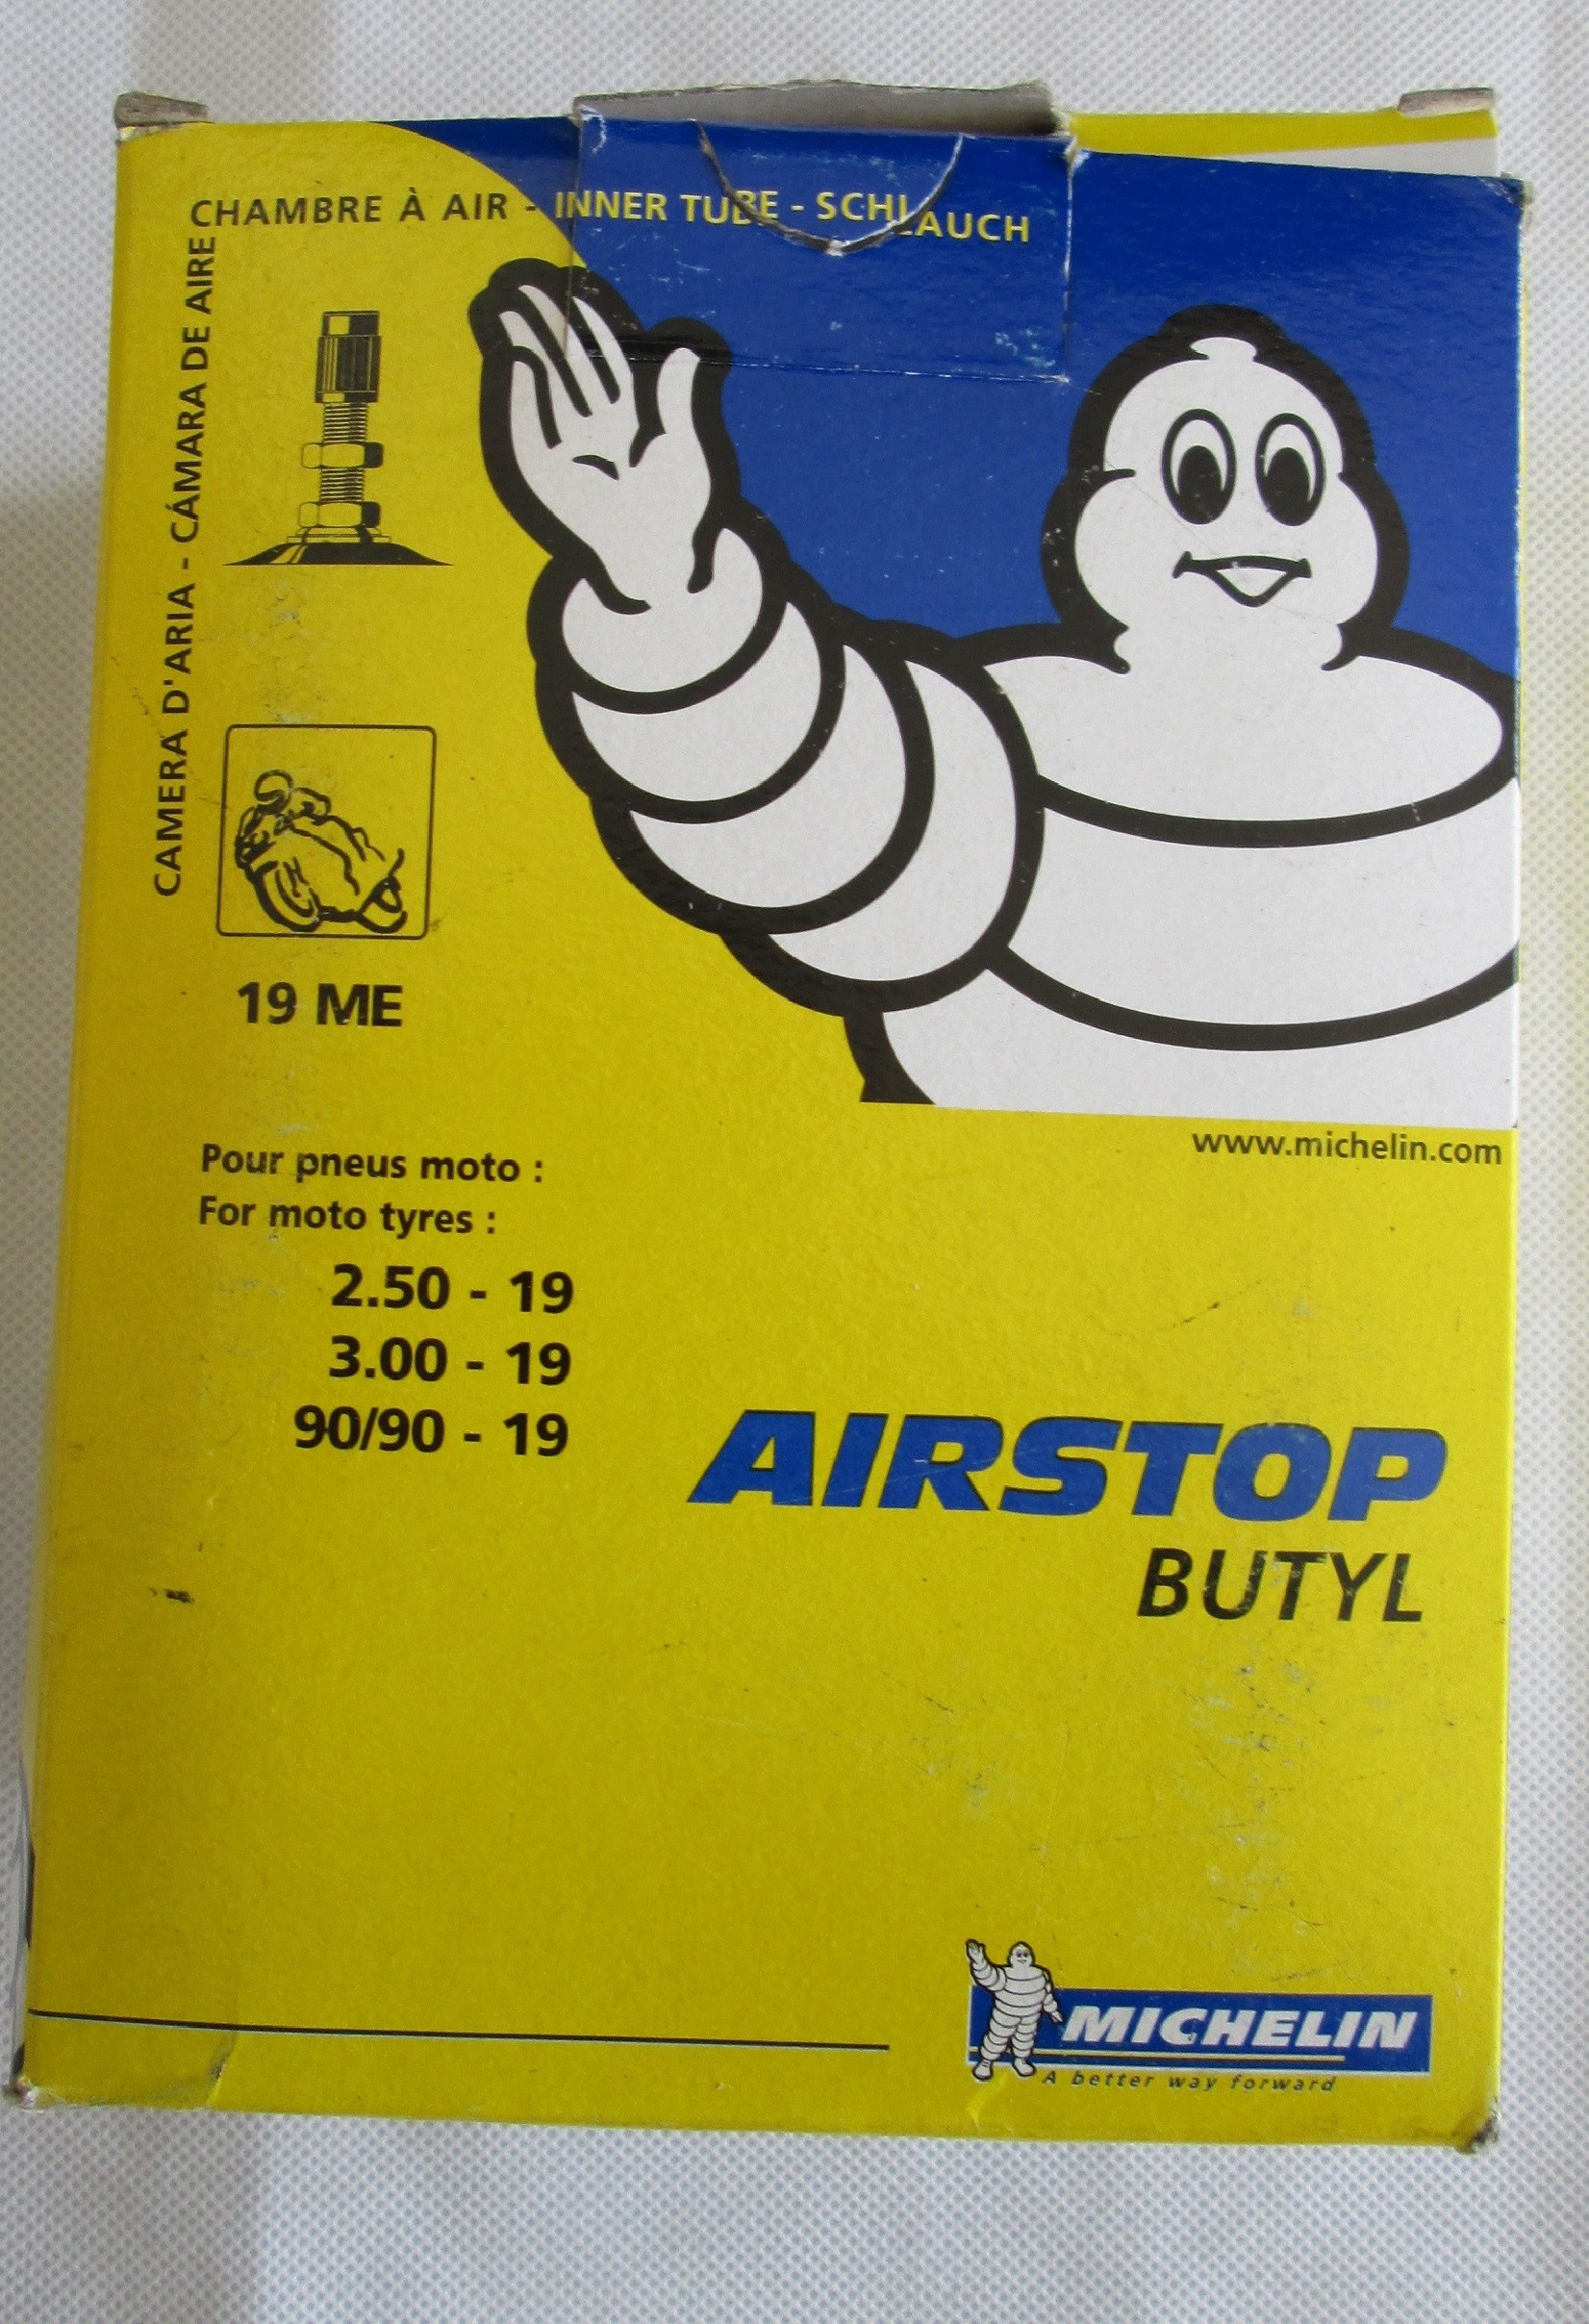 CHAMBRE À AIR - INNER TUBE - SCHLAUCH
CAMERA D'ARIA - CÁMARA DE AIRE
19 ME
www.michelin.com
Pour pneus moto :
For moto tyres :
2.50 - 19
3.00 - 19
90/90 - 19
AIRSTOP
BUTYL
MICHELIN
A better way forward